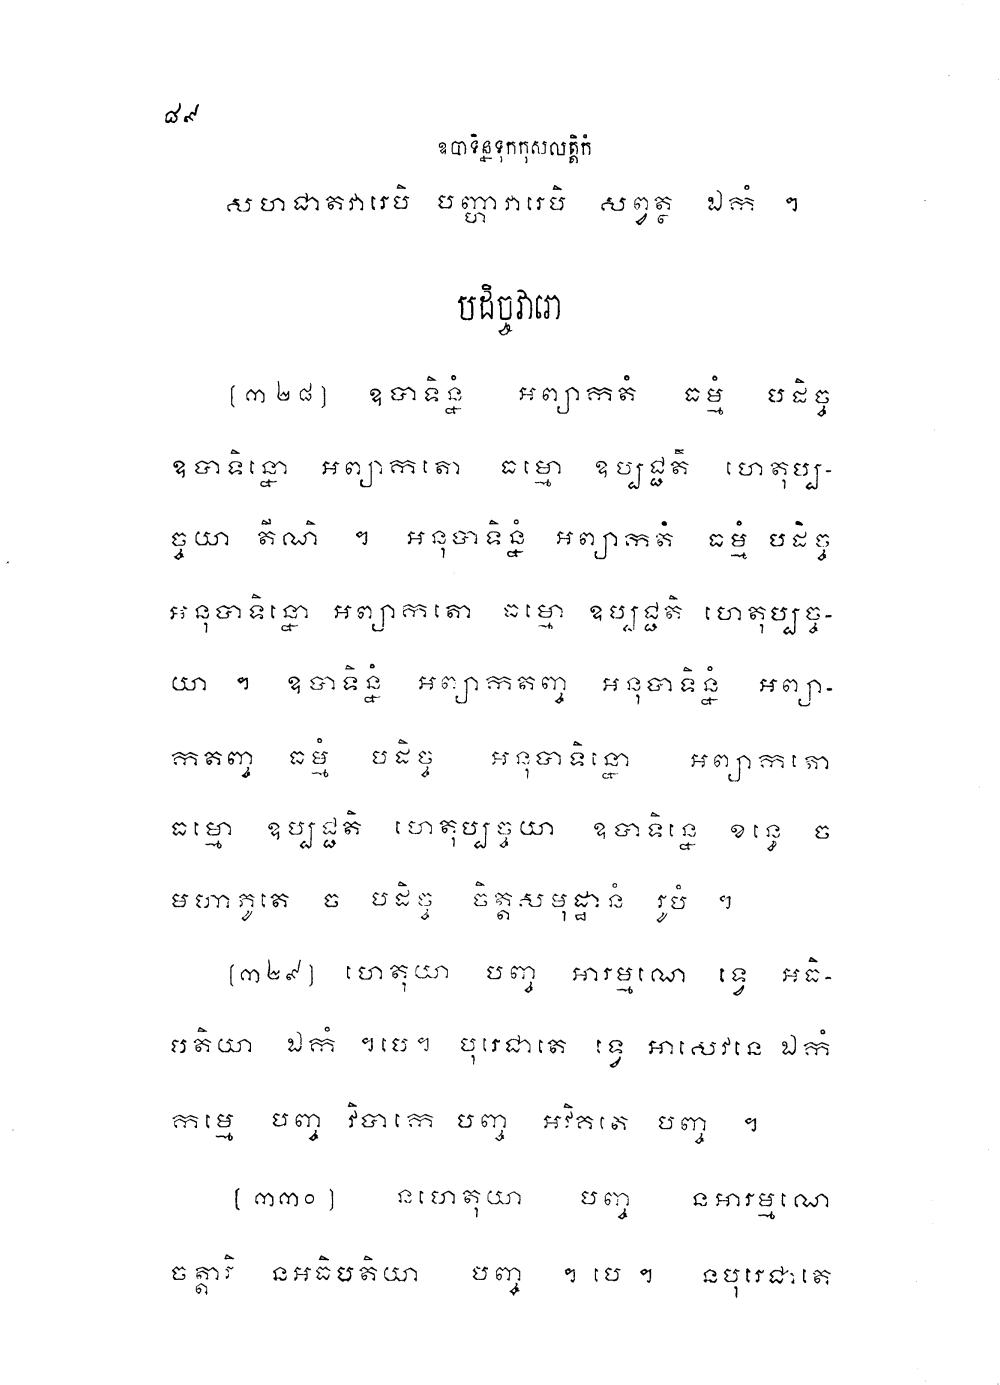 ៨៩
ឧបាទិន្នទុកកុសលត្តិកំ
សហជាតវារេបិ បញ្ហាវារេបិ សព្វត្ថ ឯកំ ។
បដិច្ចវារោ
(៣២៨) ឧបាទិន្នំ អព្យាកតំ ធម្មំ បដិច្ច
ឧបាទិន្នោ អព្យាកតោ ធម្មោ ឧប្បជ្ជតិ ហេតុប្ប-
ច្ចយា តីណិ ។ អនុបាទិន្នំ អព្យាកតំ ធម្មំ បដិច្ច
អនុបាទិន្នោ អព្យាកតោ ធម្មោ ឧប្បជ្ជតិ ហេតុប្បច្ច-
យា ។ ឧបាទិន្នំ អព្យាកតញ្ច អនុបាទិន្នំ អព្យា-
កតញ្ច ធម្មំ បដិច្ច អនុបាទិន្នោ អព្យាកតោ
ធម្មោ ឧប្បជ្ជតិ ហេតុប្បច្ចយា ឧបាទិន្នេ ខន្ធេ ច
មហាភូតេ ច បដិច្ច ចិត្តសមុដ្ឋានំ រូបំ ។
(៣២៩) ហេតុយា បញ្ច អារម្មណេ ទ្វេ អធិ-
បតិយា ឯកំ ។បេ។ បុរេជាតេ ទ្វេ អាសេវនេ ឯកំ
កម្មេ បញ្ច វិបាកេ បញ្ច អវិគតេ បញ្ច ។
(៣៣០) នហេតុយា បញ្ច នអារម្មណេ
ចត្តារិ នអធិបតិយា បញ្ច ។ បេ ។ នបុរេជាតេ